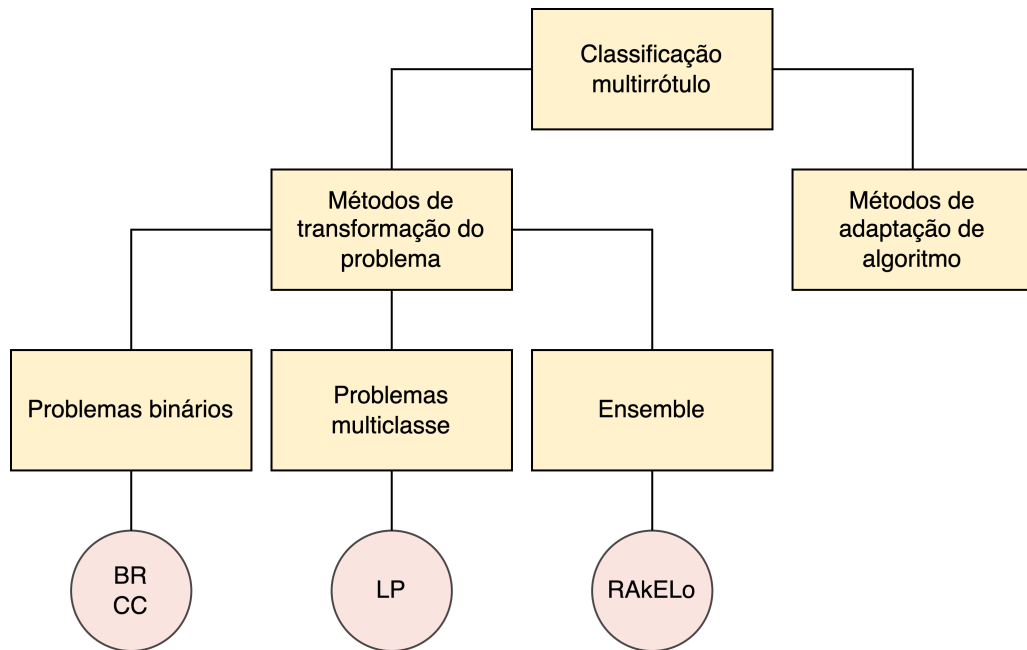 Classificação
multirrótulo
Métodos de
transformação do
problema
Métodos de
adaptação de
algoritmo
Problemas binários
Problemas
multiclasse
Ensemble
BR
CC
LP
RAkELo